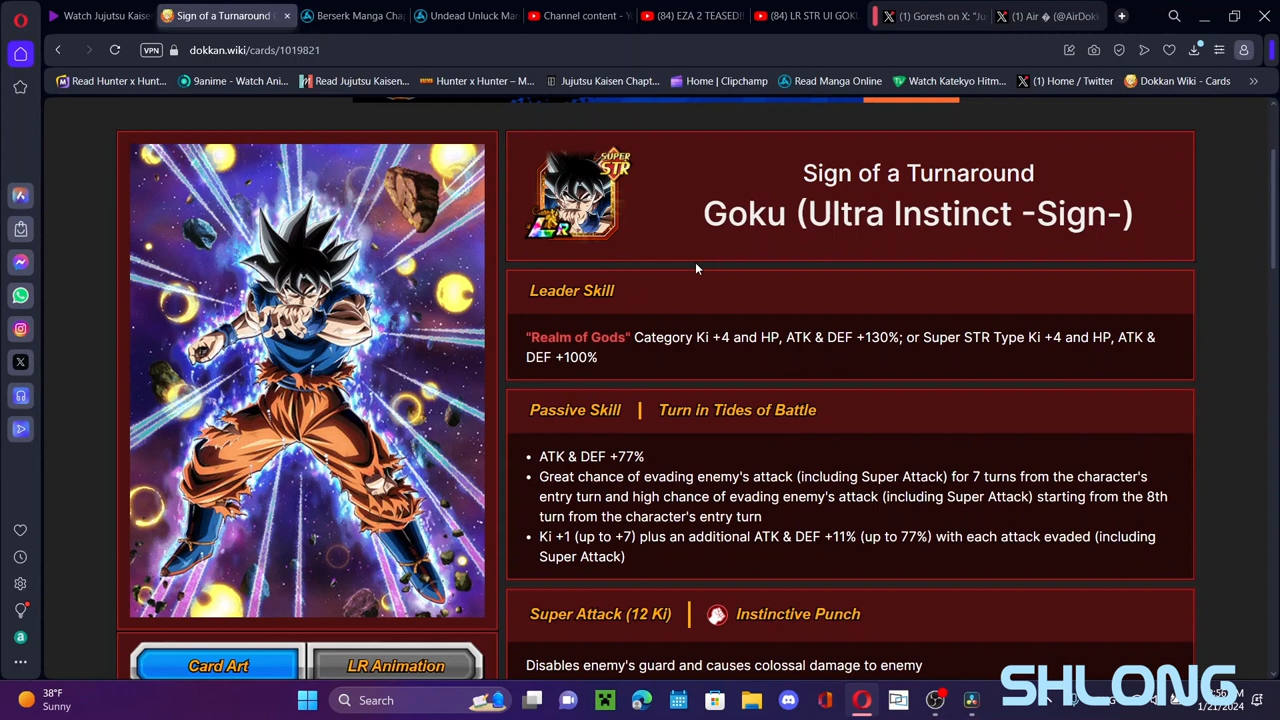 Watch Jujutsu Kaise
Sign of a Turnaround
Berserk Manga Cha
Undead Unluck Man
Channel content - Y
(84) EZA 2 TEASED!!
(84) LR STR UI GOK
(1) Goresh on X: "Ju
(1) Air � (@AirDok
VPN
dokkan.wiki/cards/1019821
Read Hunter x Hunt...
9anime - Watch Ani...
Read Jujutsu Kaisen...
Hunter x Hunter – M...
Jujutsu Kaisen Chapt...
Home | Clipchamp
Read Manga Online
Watch Katekyo Hitm...
(1) Home / Twitter
Dokkan Wiki - Cards
SUPER
STR
LR
Sign of a Turnaround
Goku (Ultra Instinct -Sign-)
Leader Skill
"Realm of Gods" Category Ki +4 and HP, ATK & DEF +130%; or Super STR Type Ki +4 and HP, ATK &
DEF +100%
Passive Skill | Turn in Tides of Battle
• ATK & DEF +77%
• Great chance of evading enemy's attack (including Super Attack) for 7 turns from the character's
entry turn and high chance of evading enemy's attack (including Super Attack) starting from the 8th
turn from the character's entry turn
• Ki +1 (up to +7) plus an additional ATK & DEF +11% (up to 77%) with each attack evaded (including
Super Attack)
Super Attack (12 Ki) | Instinctive Punch
Disables enemy's guard and causes colossal damage to enemy
Card Art
LR Animation
38°F
Sunny
Search
SHLONG
1/21/2024